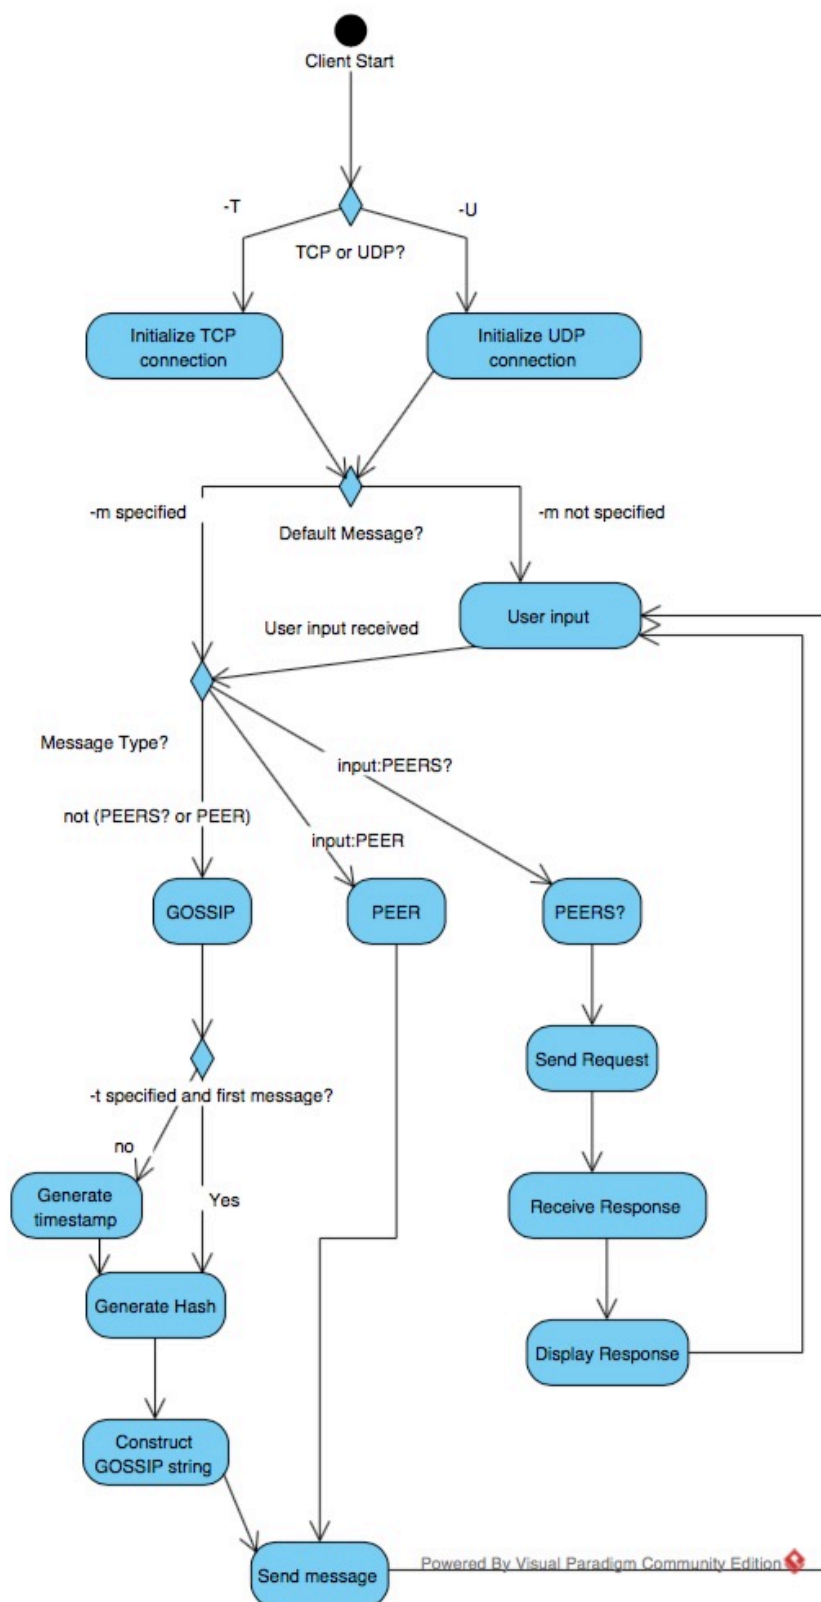 Client Start
-T
-U
TCP or UDP?
Initialize TCP
connection
Initialize UDP
connection
-m specified
-m not specified
Default Message?
User input
User input received
Message Type?
input:PEERS?
not (PEERS? or PEER)
input:PEER
GOSSIP
PEER
PEERS?
Send Request
-t specified and first message?
no
Generate
timestamp
Yes
Receive Response
Generate Hash
Display Response
Construct
GOSSIP string
Powered By Visual Paradigm Community Edition
Send message